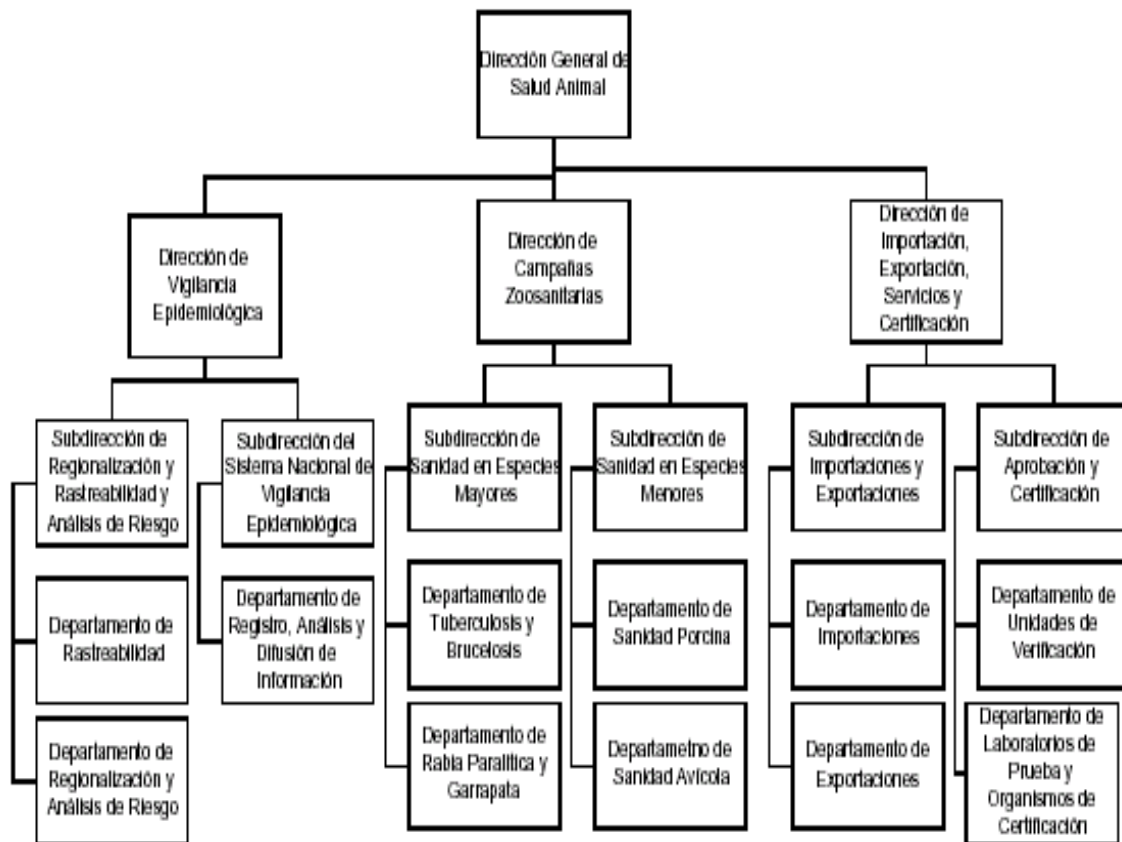 Dirección General de
Salud Animal
Dirección de
Vigilancia
Epidemiológica
Dirección de
Campañas
Zoosanitarias
Dirección de
Importación,
Exportación,
Servicios y
Certificación
Subdirección de
Regionalización y
Rastreabilidad y
Análisis de Riesgo
Subdirección del
Sistema Nacional de
Vigilancia
Epidemiológica
Subdirección de
Sanidad en Especies
Mayores
Subdirección de
Sanidad en Especies
Menores
Subdirección de
Importaciones y
Exportaciones
Subdirección de
Aprobación y
Certificación
Departamento de
Rastreabilidad
Departamento de
Registro, Análisis y
Difusión de
Información
Departamento de
Tuberculosis y
Brucelosis
Departamento de
Sanidad Porcina
Departamento de
Importaciones
Departamento de
Unidades de
Verificación
Departamento de
Regionalización y
Análisis de Riesgo
Departamento de
Rabia Paralítica y
Garrapata
Departametno de
Sanidad Avícola
Departamento de
Exportaciones
Departamento de
Laboratorios de
Prueba y
Organismos de
Certificación